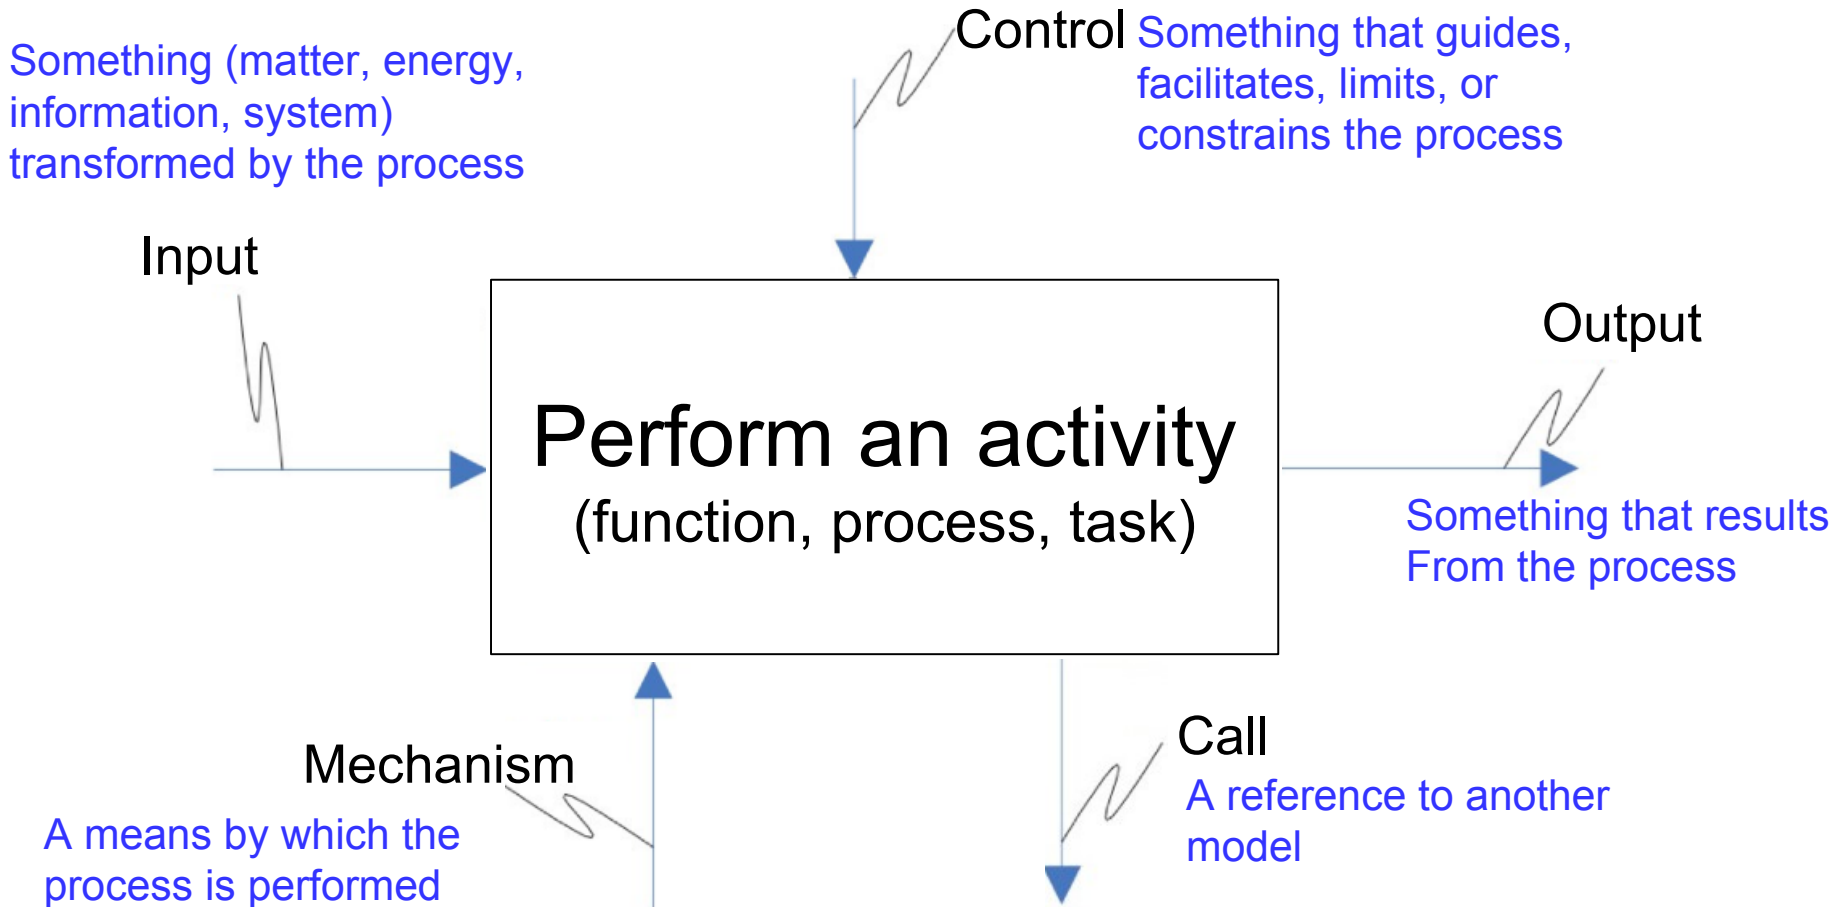 Control
Something that guides,
facilitates, limits, or
constrains the process
Something (matter, energy,
information, system)
transformed by the process
Input
Output
Perform an activity
(function, process, task)
Something that results
From the process
Mechanism
A means by which the
process is performed
Call
A reference to another
model